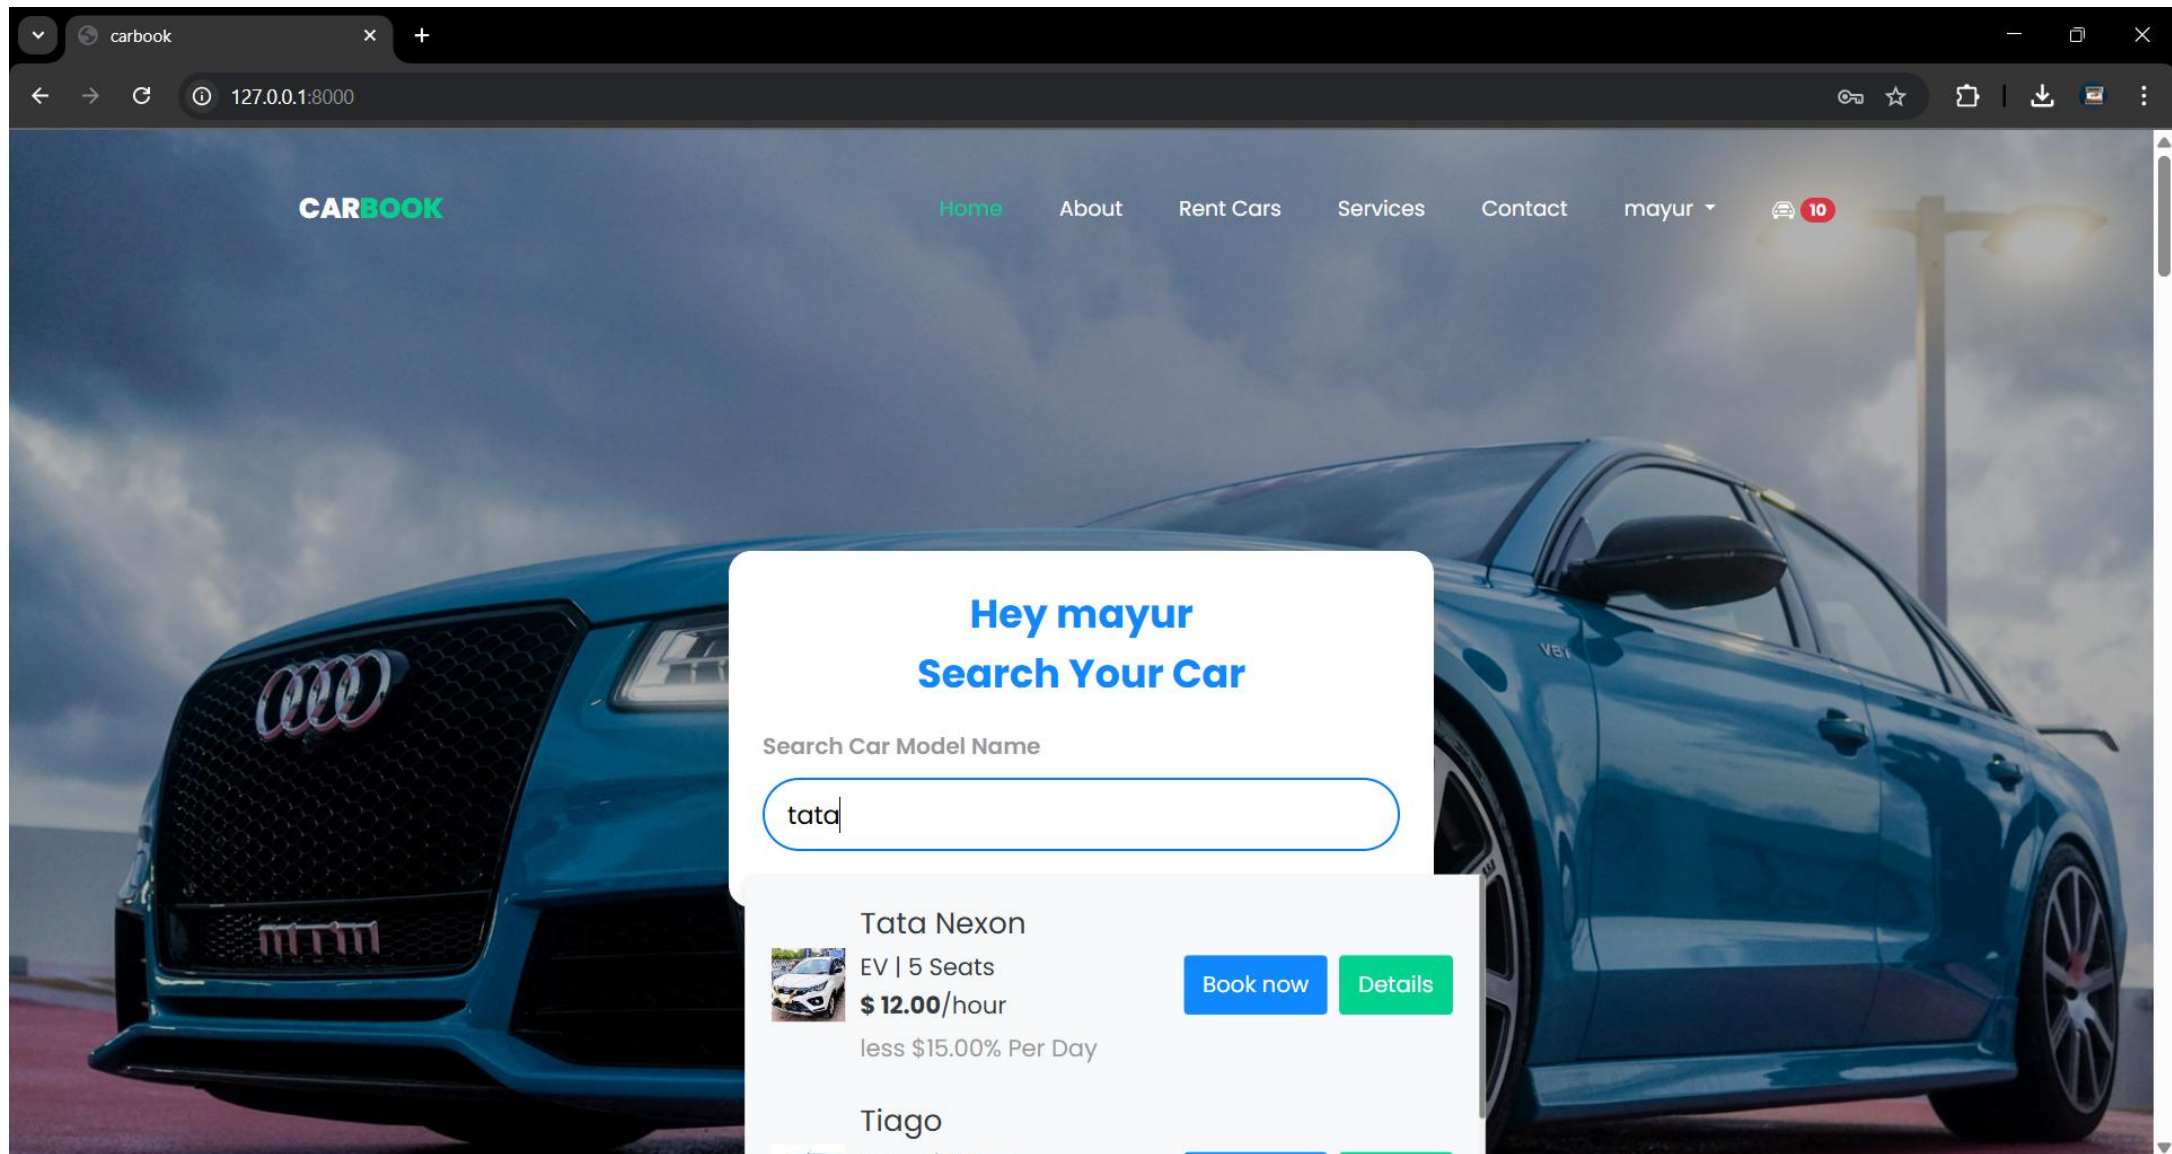 carbook
127.0.0.1:8000
CARBOOK
Home About Rent Cars Services Contact mayur 10
Hey mayur
Search Your Car
Search Car Model Name
tata
Tata Nexon
EV | 5 Seats
$ 12.00/hour
less $15.00% Per Day
Book now Details
Tiago